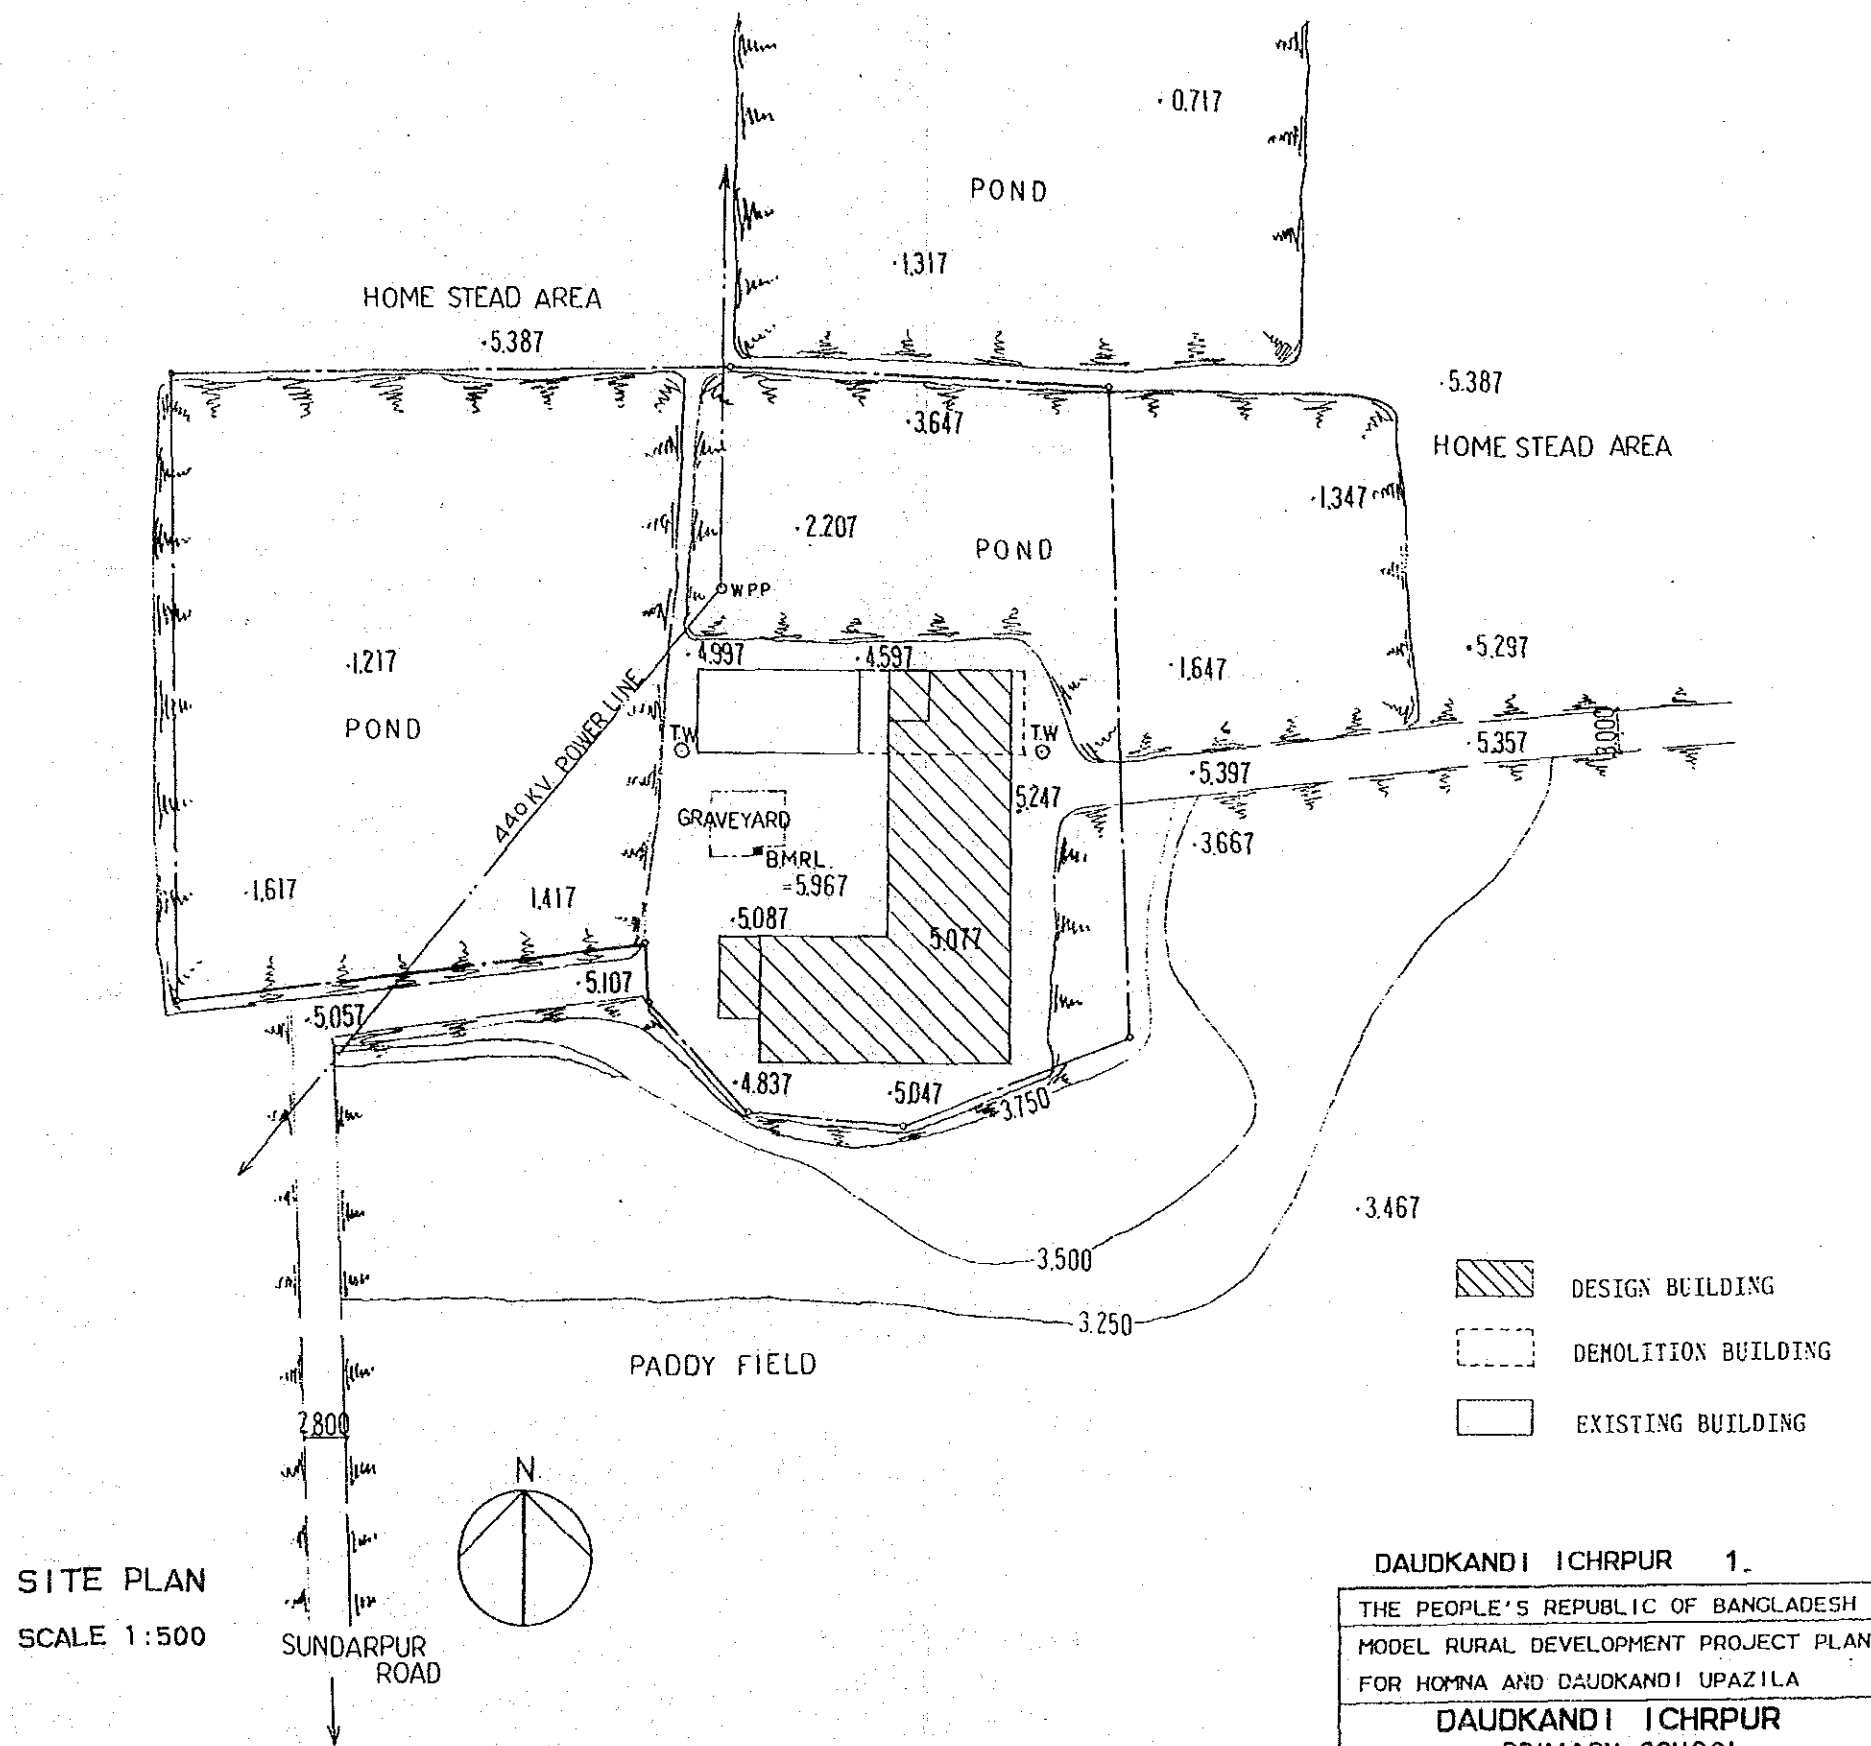 ·0.717
POND
·1,317
HOME STEAD AREA
·5.387
·5.387
·3.647
HOME STEAD AREA
·1,347
·2.207
POND
WPP
·4.997
·4.597
·1,647
·5.297
·1.217
440KV. POWER LINE
POND
T.W
T.W
·5.357
3.000
·5.397
5.247
GRAVEYARD
·3.667
B.M.R.L.
=5.967
·1.617
1.417
·5.087
5.077
·5.107
·5.057
·4.837
·5.047
3.750
·3.467
3.500
DESIGN BUILDING
3.250
DEMOLITION BUILDING
PADDY FIELD
2.800
EXISTING BUILDING
N
SITE PLAN
SCALE 1:500
SUNDARPUR
ROAD
DAUDKANDI ICHRPUR 1.
THE PEOPLE'S REPUBLIC OF BANGLADESH
MODEL RURAL DEVELOPMENT PROJECT PLAN
FOR HOMNA AND DAUDKANDI UPAZILA
DAUDKANDI ICHRPUR
PRIMARY SCHOOL